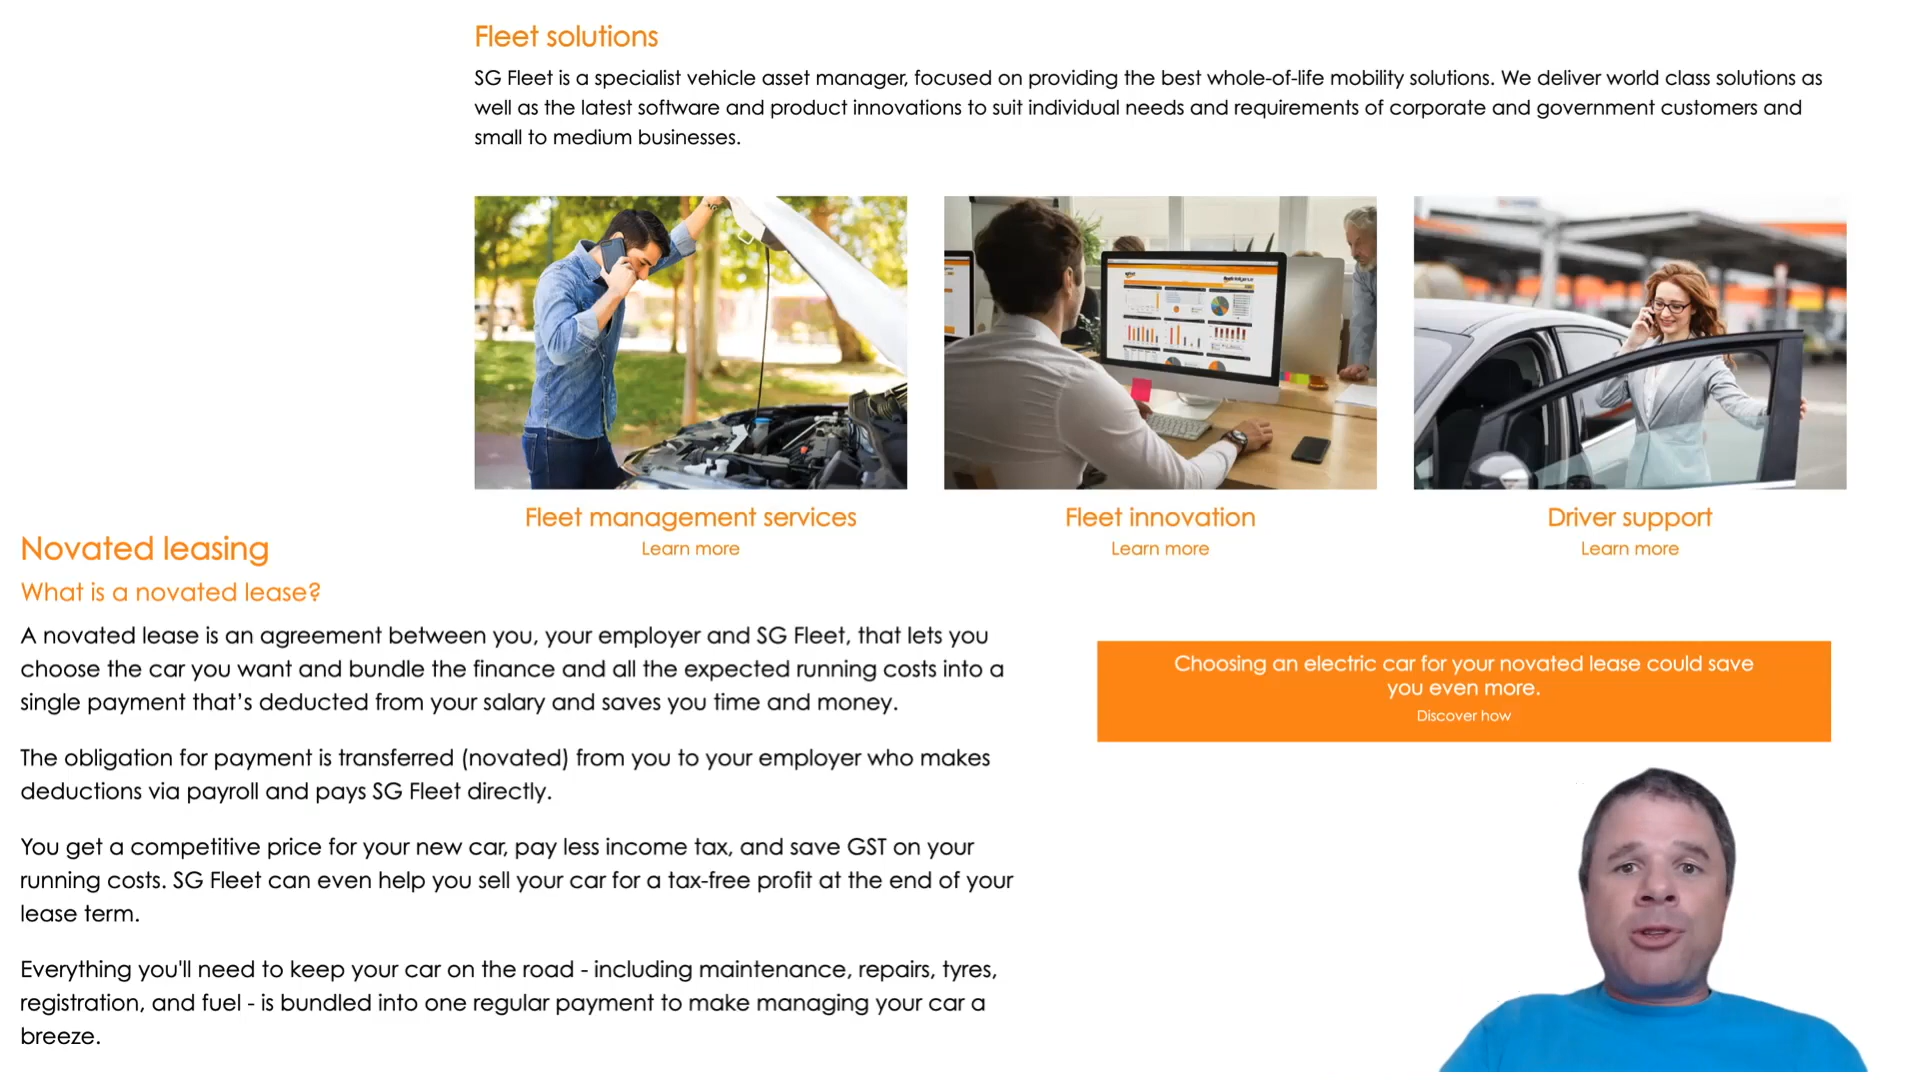 Fleet solutions
SG Fleet is a specialist vehicle asset manager, focused on providing the best whole-of-life mobility solutions. We deliver world class solutions as
well as the latest software and product innovations to suit individual needs and requirements of corporate and government customers and
small to medium businesses.
Fleet management services
Learn more
Fleet innovation
Learn more
Driver support
Learn more
Novated leasing
What is a novated lease?
A novated lease is an agreement between you, your employer and SG Fleet, that lets you
choose the car you want and bundle the finance and all the expected running costs into a
single payment that’s deducted from your salary and saves you time and money.
The obligation for payment is transferred (novated) from you to your employer who makes
deductions via payroll and pays SG Fleet directly.
You get a competitive price for your new car, pay less income tax, and save GST on your
running costs. SG Fleet can even help you sell your car for a tax-free profit at the end of your
lease term.
Everything you'll need to keep your car on the road - including maintenance, repairs, tyres,
registration, and fuel - is bundled into one regular payment to make managing your car a
breeze.
Choosing an electric car for your novated lease could save
you even more.
Discover how